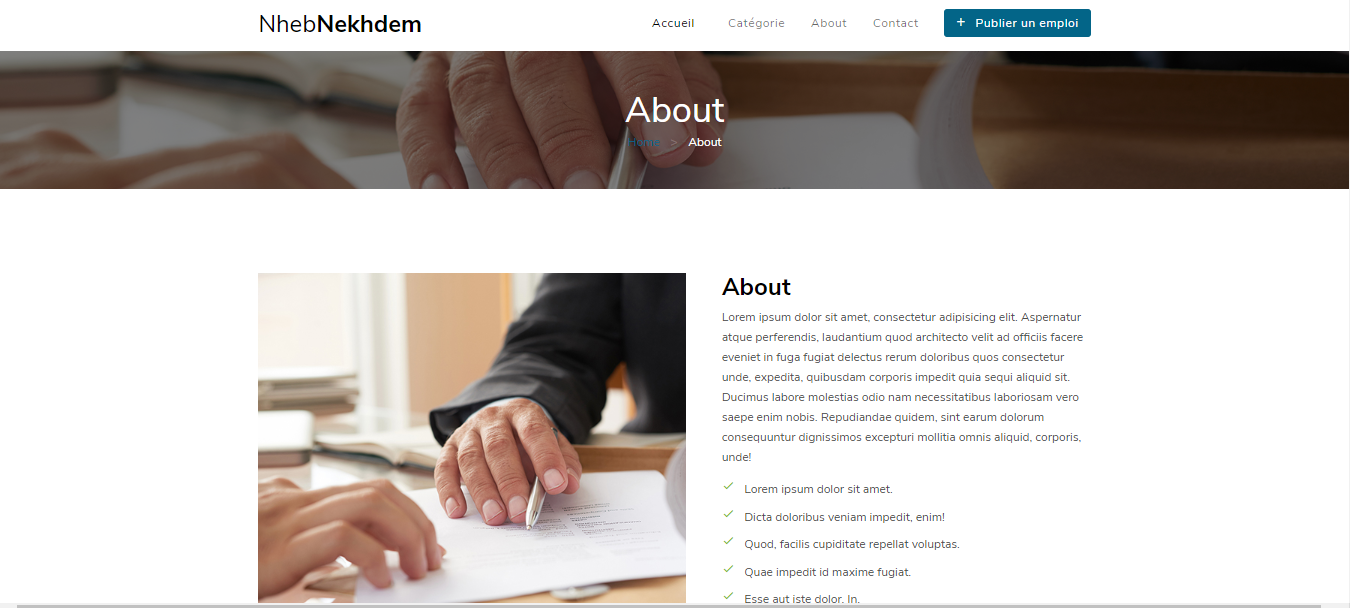 NhebNekhdem
Accueil Catégorie About Contact + Publier un emploi
About
Home > About
About
Lorem ipsum dolor sit amet, consectetur adipisicing elit. Aspernatur
atque perferendis, laudantium quod architecto velit ad officiis facere
eveniet in fuga fugiat delectus rerum doloribus quos consectetur
unde, expedita, quibusdam corporis impedit quia sequi aliquid sit.
Ducimus labore molestias odio nam necessitatibus laboriosam vero
saepe enim nobis. Repudiandae quidem, sint earum dolorum
consequuntur dignissimos excepturi mollitia omnis aliquid, corporis,
unde!
Lorem ipsum dolor sit amet.
Dicta doloribus veniam impedit, enim!
Quod, facilis cupiditate repellat voluptas.
Quae impedit id maxime fugiat.
Esse aut iste dolor. In.